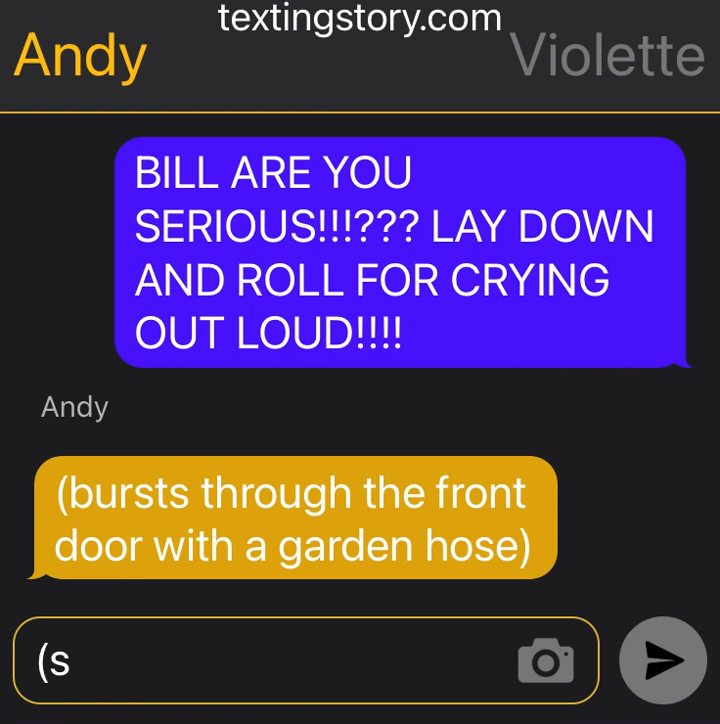 textingstory.com
Andy
Violette
BILL ARE YOU
SERIOUS!!!??? LAY DOWN
AND ROLL FOR CRYING
OUT LOUD!!!!
Andy
(bursts through the front
door with a garden hose)
(s